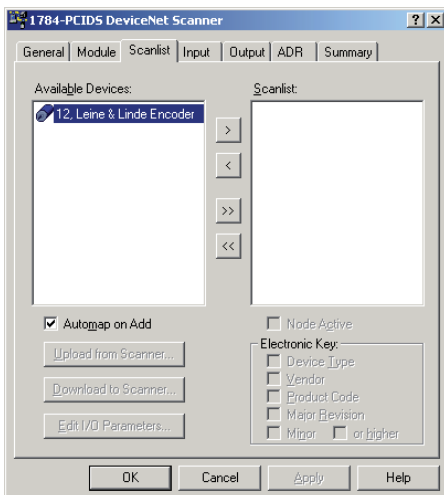 1784-PCIDS DeviceNet Scanner
General Module Scanlist Input Output ADR Summary
Available Devices:
Scanlist:
12, Leine & Linde Encoder
>
<
>>
<<
Automap on Add
Node Active
Upload from Scanner...
Electronic Key:
Device Type
Vendor
Download to Scanner...
Product Code
Major Revision
Edit I/O Parameters...
Minor or higher
OK Cancel Apply Help